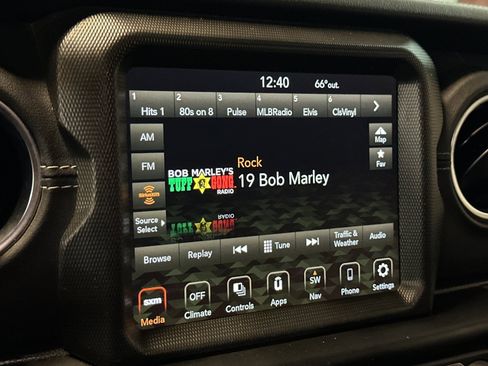 12:40 66°out.
1 2 3 4 5 6
Hits 1 80s on 8 Pulse MLBRadio Elvis ClsVinyl
AM
Map
FM
Fav
Rock
BOB MARLEY'S
TUFF GONG
RADIO
19 Bob Marley
SiriusXM
Source
Select
Browse Replay Tune Traffic & Weather Audio
sxm OFF SW
Media Climate Controls Apps Nav Phone Settings